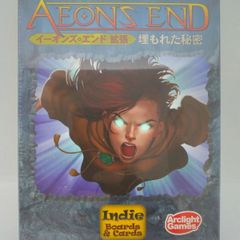 AEON'S END
イーオンズ・エンド 拡張 埋もれた秘密
Indie
Boards & Cards
Arclight
Games